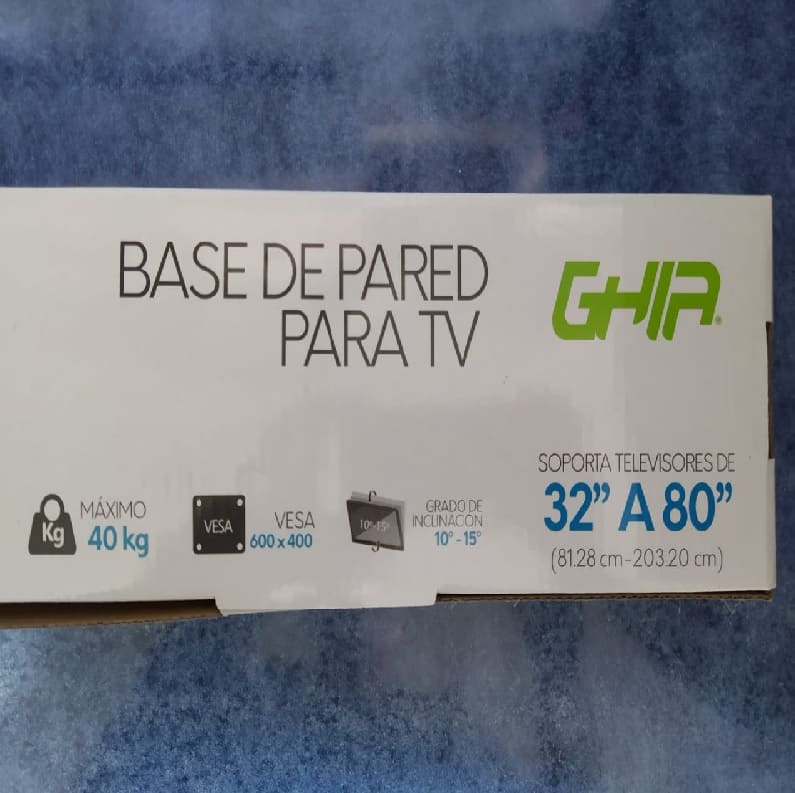 BASE DE PARED
PARA TV
GHIA
MÁXIMO
40 kg
Kg
VESA
VESA
600 x 400
10°-15°
GRADO DE
INCLINACON
10° - 15°
SOPORTA TELEVISORES DE
32” A 80”
(81.28 cm - 203.20 cm)